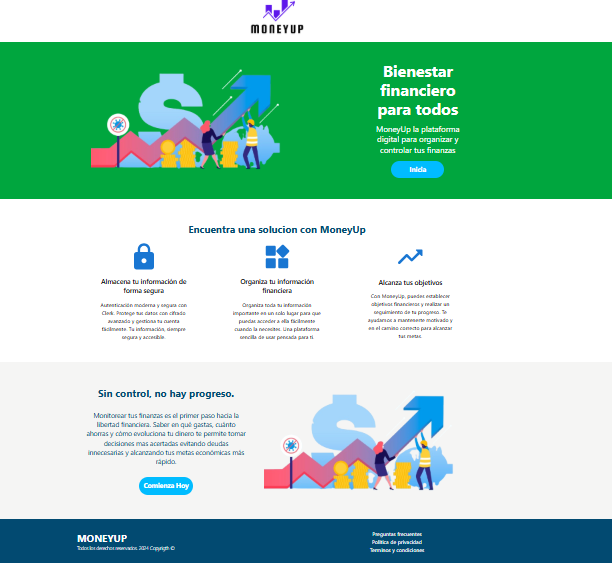 MONEYUP
Bienestar
financiero
para todos
MoneyUp la plataforma
digital para organizar y
controlar tus finanzas
Inicia
Encuentra una solucion con MoneyUp
Almacena tu información de
forma segura
Autenticación moderna y segura con
Clerk. Protege tus datos con cifrado
avanzado y gestiona tu cuenta
fácilmente. Tu información, siempre
segura y accesible.
Organiza tu información
financiera
Organiza toda tu información
importante en un solo lugar para que
puedas acceder a ella fácilmente
cuando la necesites. Una plataforma
sencilla de usar pensada para ti
Alcanza tus objetivos
Con MoneyUp, puedes establecer
objetivos financieros y realizar un
seguimiento de tu progreso. Te
ayudamos a mantenerte motivado y
en el camino correcto para alcanzar
tus metas.
Sin control, no hay progreso.
Monitorear tus finanzas es el primer paso hacia la
libertad financiera. Saber en qué gastas, cuánto
ahorras y cómo evoluciona tu dinero te permite tomar
decisiones mas acertadas evitando deudas
innecesarias y alcanzando tus metas económicas más
rápido.
Comienza Hoy
MONEYUP
Todos los derechos reservados. 2024 Copyrigth ©
Preguntas frecuentes
Politica de privacidad
Terminos y condiciones